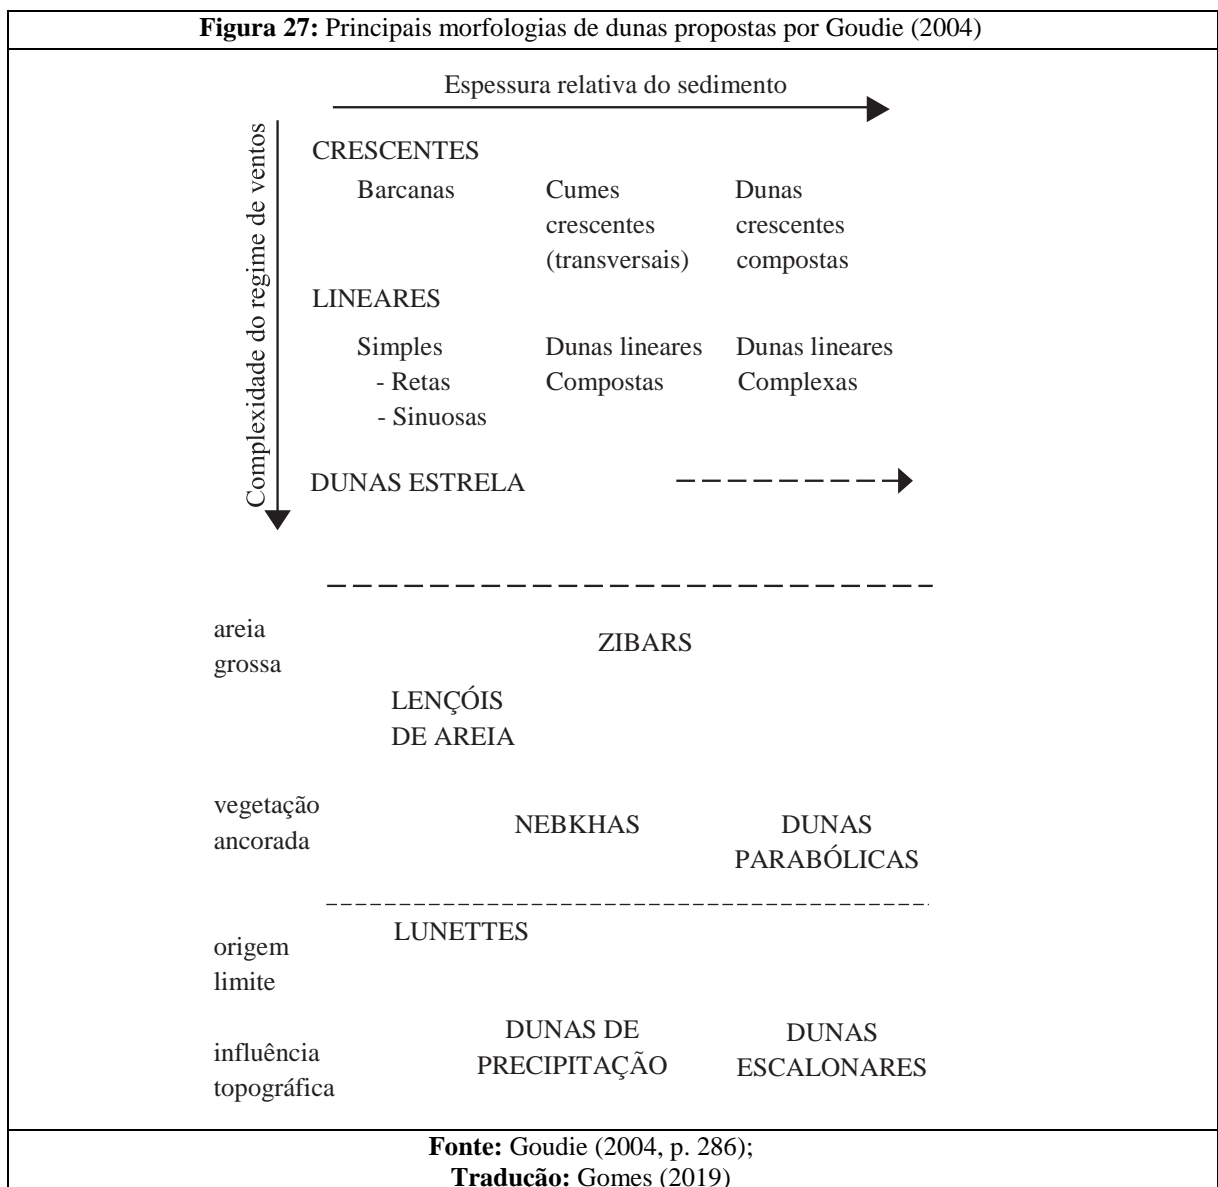 Figura 27: Principais morfologias de dunas propostas por Goudie (2004)
Espessura relativa do sedimento
Complexidade do regime de ventos
CRESCENTES
Barcanas
Cumes
crescentes
(transversais)
Dunas
crescentes
compostas
LINEARES
Simples
- Retas
- Sinuosas
Dunas lineares
Compostas
Dunas lineares
Complexas
DUNAS ESTRELA
areia
grossa
ZIBARS
LENÇÓIS
DE AREIA
vegetação
ancorada
NEBKHAS
DUNAS
PARABÓLICAS
origem
limite
LUNETTES
influência
topográfica
DUNAS DE
PRECIPITAÇÃO
DUNAS
ESCALONARES
Fonte: Goudie (2004, p. 286);
Tradução: Gomes (2019)